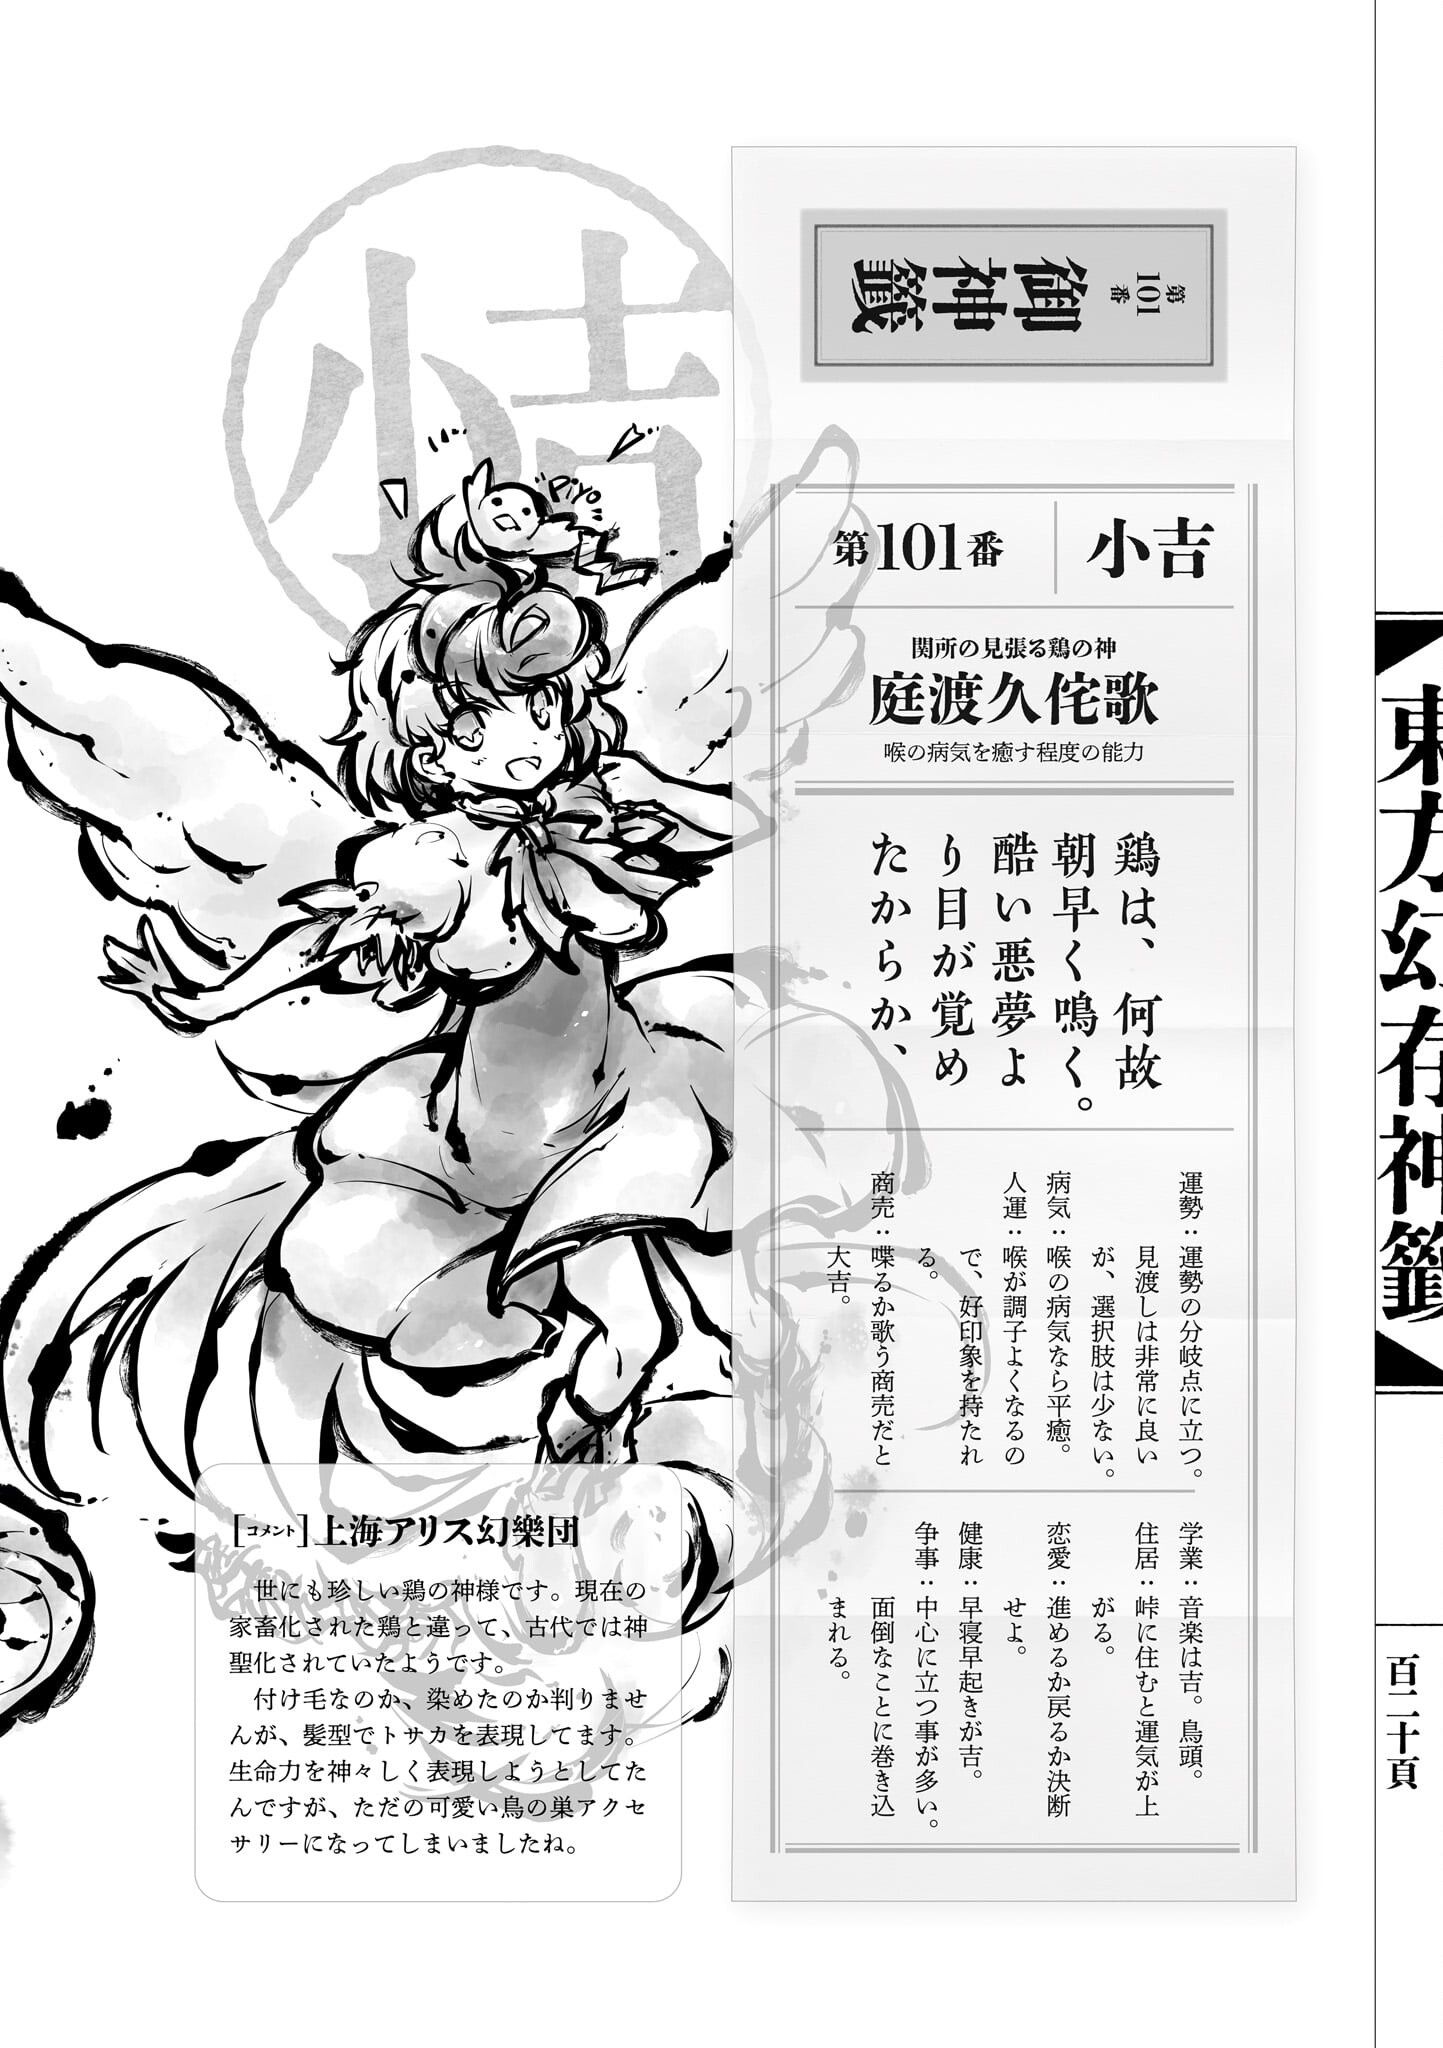 東方幻存神籤
百二十頁
第101番
御神籤
小吉
第101番
小吉
関所の見張る鶏の神
庭渡久侘歌
喉の病気を癒す程度の能力
鶏は、何故
朝早く鳴く。
酷い悪夢よ
り目が覚め
たからか、
運勢：運勢の分岐点に立つ。
見渡しは非常に良い
が、選択肢は少ない。
病気：喉の病気なら平癒。
人運：喉が調子よくなるの
で、好印象を持たれ
る。
商売：喋るか歌う商売だと
大吉。
学業：音楽は吉。鳥頭。
住居：峠に住むと運気が上
がる。
恋愛：進めるか戻るか決断
せよ。
健康：早寝早起きが吉。
争事：中心に立つ事が多い。
面倒なことに巻き込
まれる。
"Piyo"
[コメント]上海アリス幻樂団
世にも珍しい鶏の神様です。現在の
家畜化された鶏と違って、古代では神
聖化されていたようです。
付け毛なのか、染めたのか判りませ
んが、髪型でトサカを表現してます。
生命力を神々しく表現しようとしてた
んですが、ただの可愛い鳥の巣アクセ
サリーになってしまいましたね。